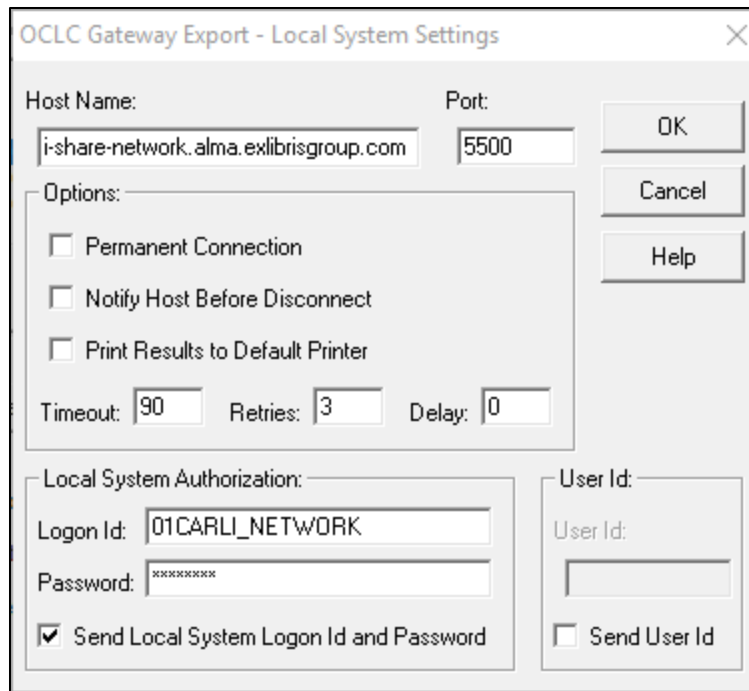 OCLC Gateway Export - Local System Settings
Host Name:
Port:
i-share-network.alma.exlibrisgroup.com
5500
OK
Cancel
Help
Options:
Permanent Connection
Notify Host Before Disconnect
Print Results to Default Printer
Timeout: 90 Retries: 3 Delay: 0
Local System Authorization:
Logon Id: 01CARLI_NETWORK
Password: ********
Send Local System Logon Id and Password
User Id:
User Id:
Send User Id